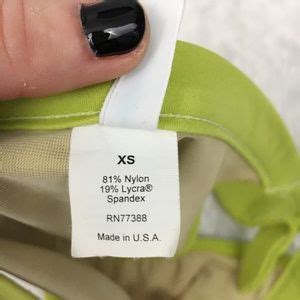 XS
81% Nylon
19% Lycra®
Spandex
RN77388
Made in U.S.A.